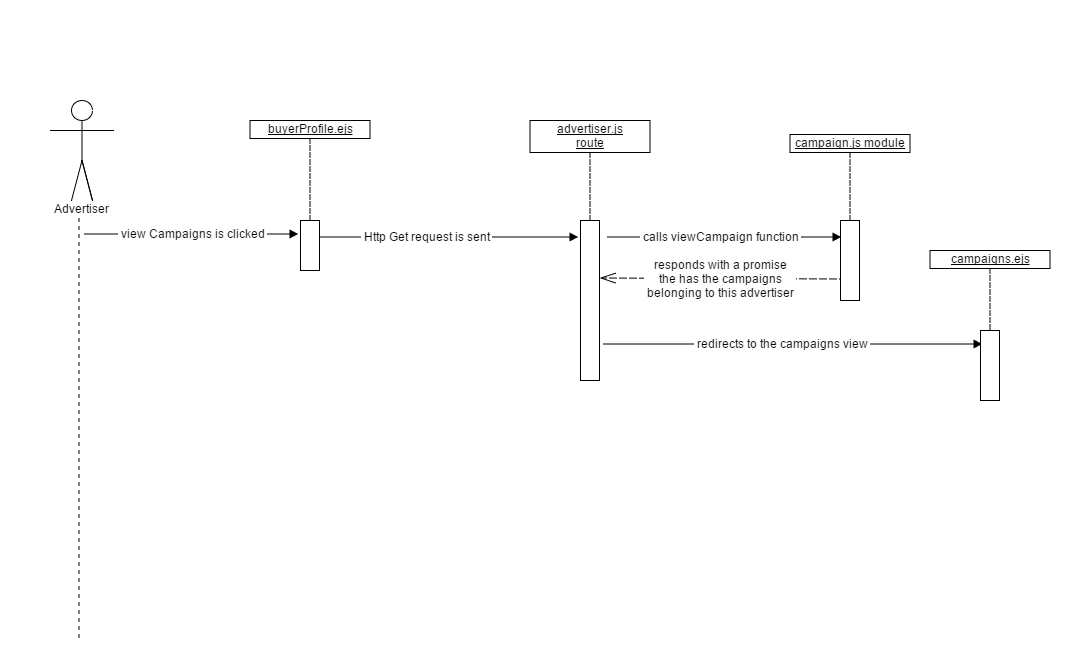 buyerProfile.ejs
advertiser.js
route
campaign.js module
Advertiser
view Campaigns is clicked
Http Get request is sent
calls viewCampaign function
responds with a promise
the has the campaigns
belonging to this advertiser
campaigns.ejs
redirects to the campaigns view